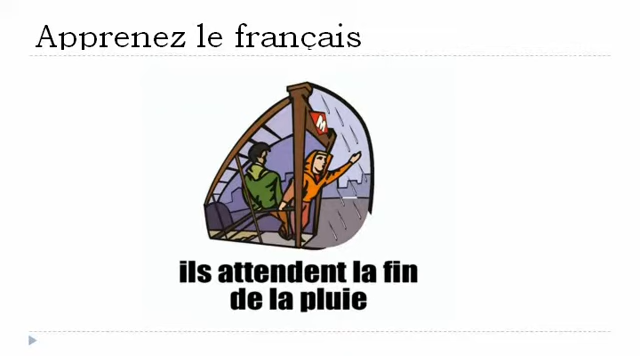 Apprenez le français
M
ils attendent la fin
de la pluie